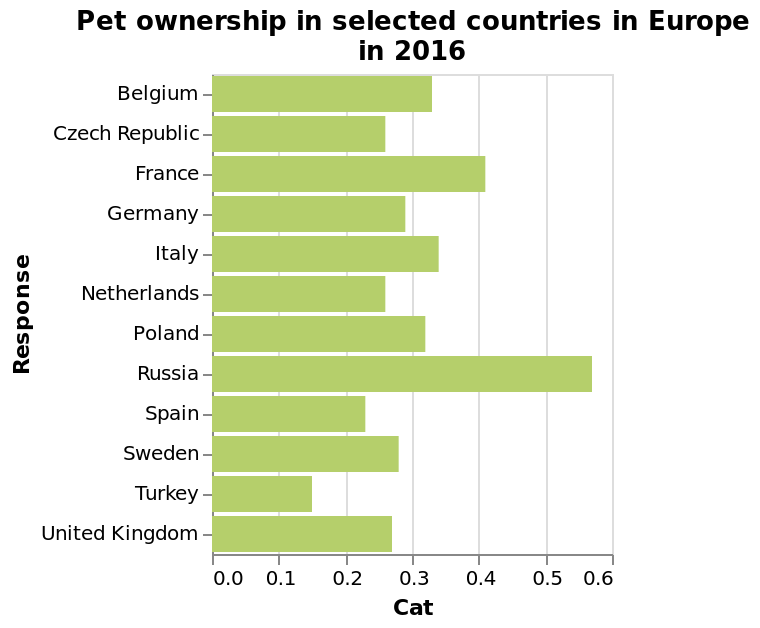 Pet ownership in selected countries in Europe
in 2016
Response
Belgium
Czech Republic
France
Germany
Italy
Netherlands
Poland
Russia
Spain
Sweden
Turkey
United Kingdom
0.0 0.1 0.2 0.3 0.4 0.5 0.6
Cat